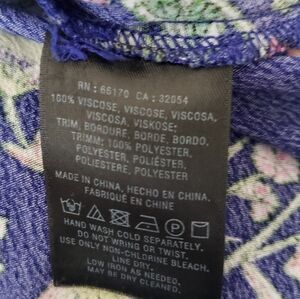 RN : 66170 CA : 32054
100% VISCOSE, VISCOSE, VISCOSA,
VISCOSA, VISKOSE;
TRIM, BORDURE, BORDE, BORDO,
TRIMM: 100% POLYESTER,
POLYESTER, POLIÉSTER,
POLIESTERE, POLYESTER
MADE IN CHINA, HECHO EN CHINA,
FABRIQUÉ EN CHINE
HAND WASH COLD SEPARATELY.
DO NOT WRING OR TWIST.
USE ONLY NON-CHLORINE BLEACH.
LINE DRY.
LOW IRON AS NEEDED.
MAY BE DRY CLEANED.